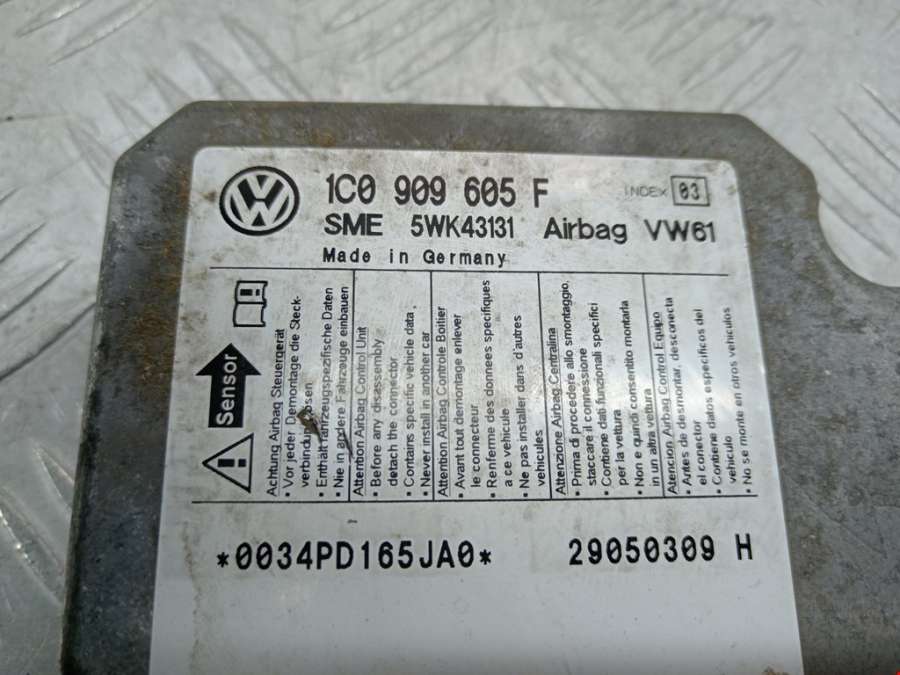 1C0 909 605 F
INDEX 03
SME 5WK43131 Airbag VW61
Made in Germany
Sensor
Achtung Airbag Steuergerät
• Vor jeder Demontage die Steck-
verbindung lösen
• Enthält fahrzeugspezifische Daten
• Nie in andere Fahrzeuge einbauen
Attention Airbag Control Unit
• Before any disassembly
detach the connector
• Contains specific vehicle data
• Never install in another car
Attention Airbag Controle Boitier
• Avant tout demontage enlever
le connecteur
• Renferme des donnees specifiques
a ce vehicule
• Ne pas installer dans d'autres
vehicules
Attenzione Airbag Centralina
• Prima di procedere allo smontaggio,
staccare il connessione
• Contiene dati funzionali specifici
per la vettura
• Non e quindi consentito montarla
in un altra vettura
Atencion Airbag Control Equipo
• Antes de desmontar, desconecta
el conector
• Contiene datos especificos del
vehiculo
• No se monte en otros vehiculos
*0034PD165JA0*
29050309 H